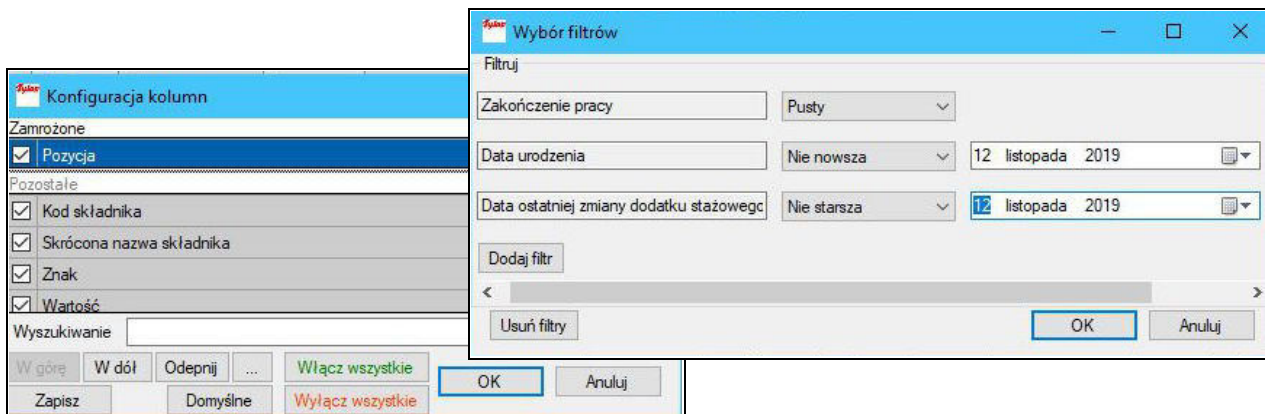 Wybór filtrów
Filtruj
Zakończenie pracy Pusty
Data urodzenia Nie nowsza 12 listopada 2019
Data ostatniej zmiany dodatku stażowego Nie starsza 12 listopada 2019
Dodaj filtr
Usuń filtry OK Anuluj
Konfiguracja kolumn
Zamrożone
Pozycja
Pozostałe
Kod składnika
Skrócona nazwa składnika
Znak
Wartość
Wyszukiwanie
W górę W dół Odepnij ... Włącz wszystkie OK Anuluj
Zapisz Domyślne Wyłącz wszystkie